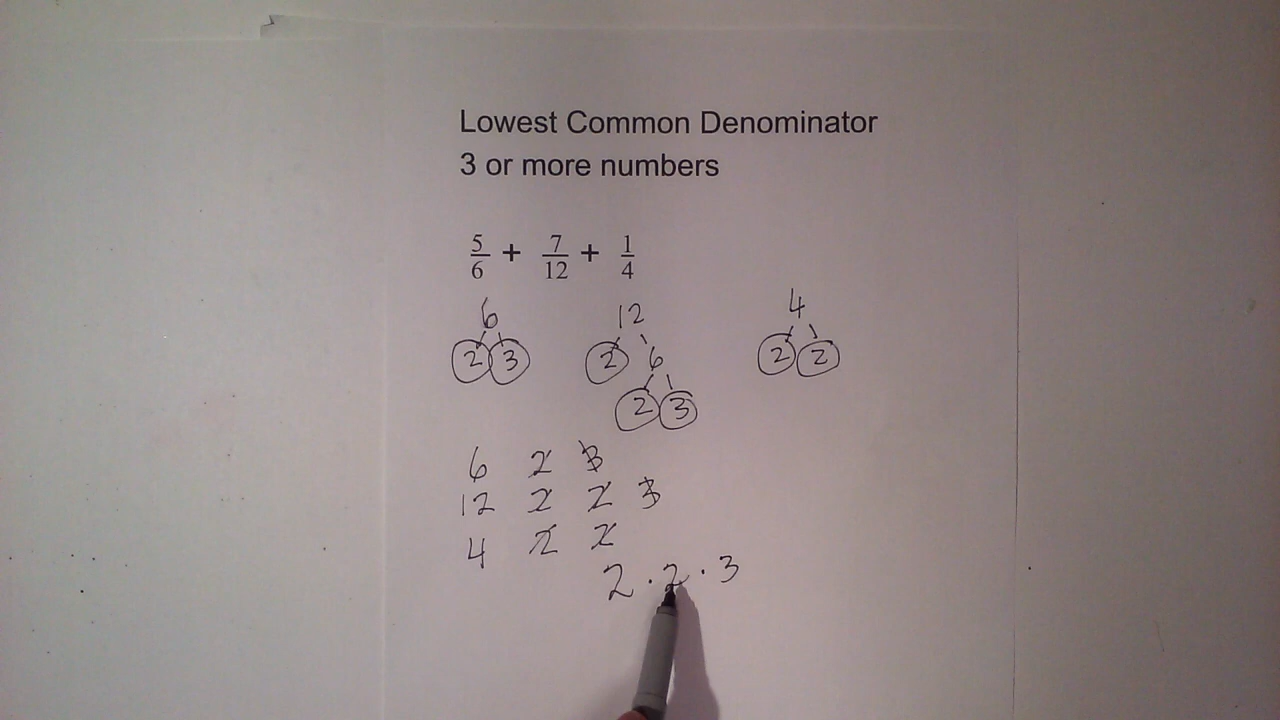 Lowest Common Denominator
3 or more numbers
5/6 + 7/12 + 1/4
6 12 4
2 3 2 6 2 2
2 3
6 2 3
12 2 2 3
4 2 2
2 · 2 · 3